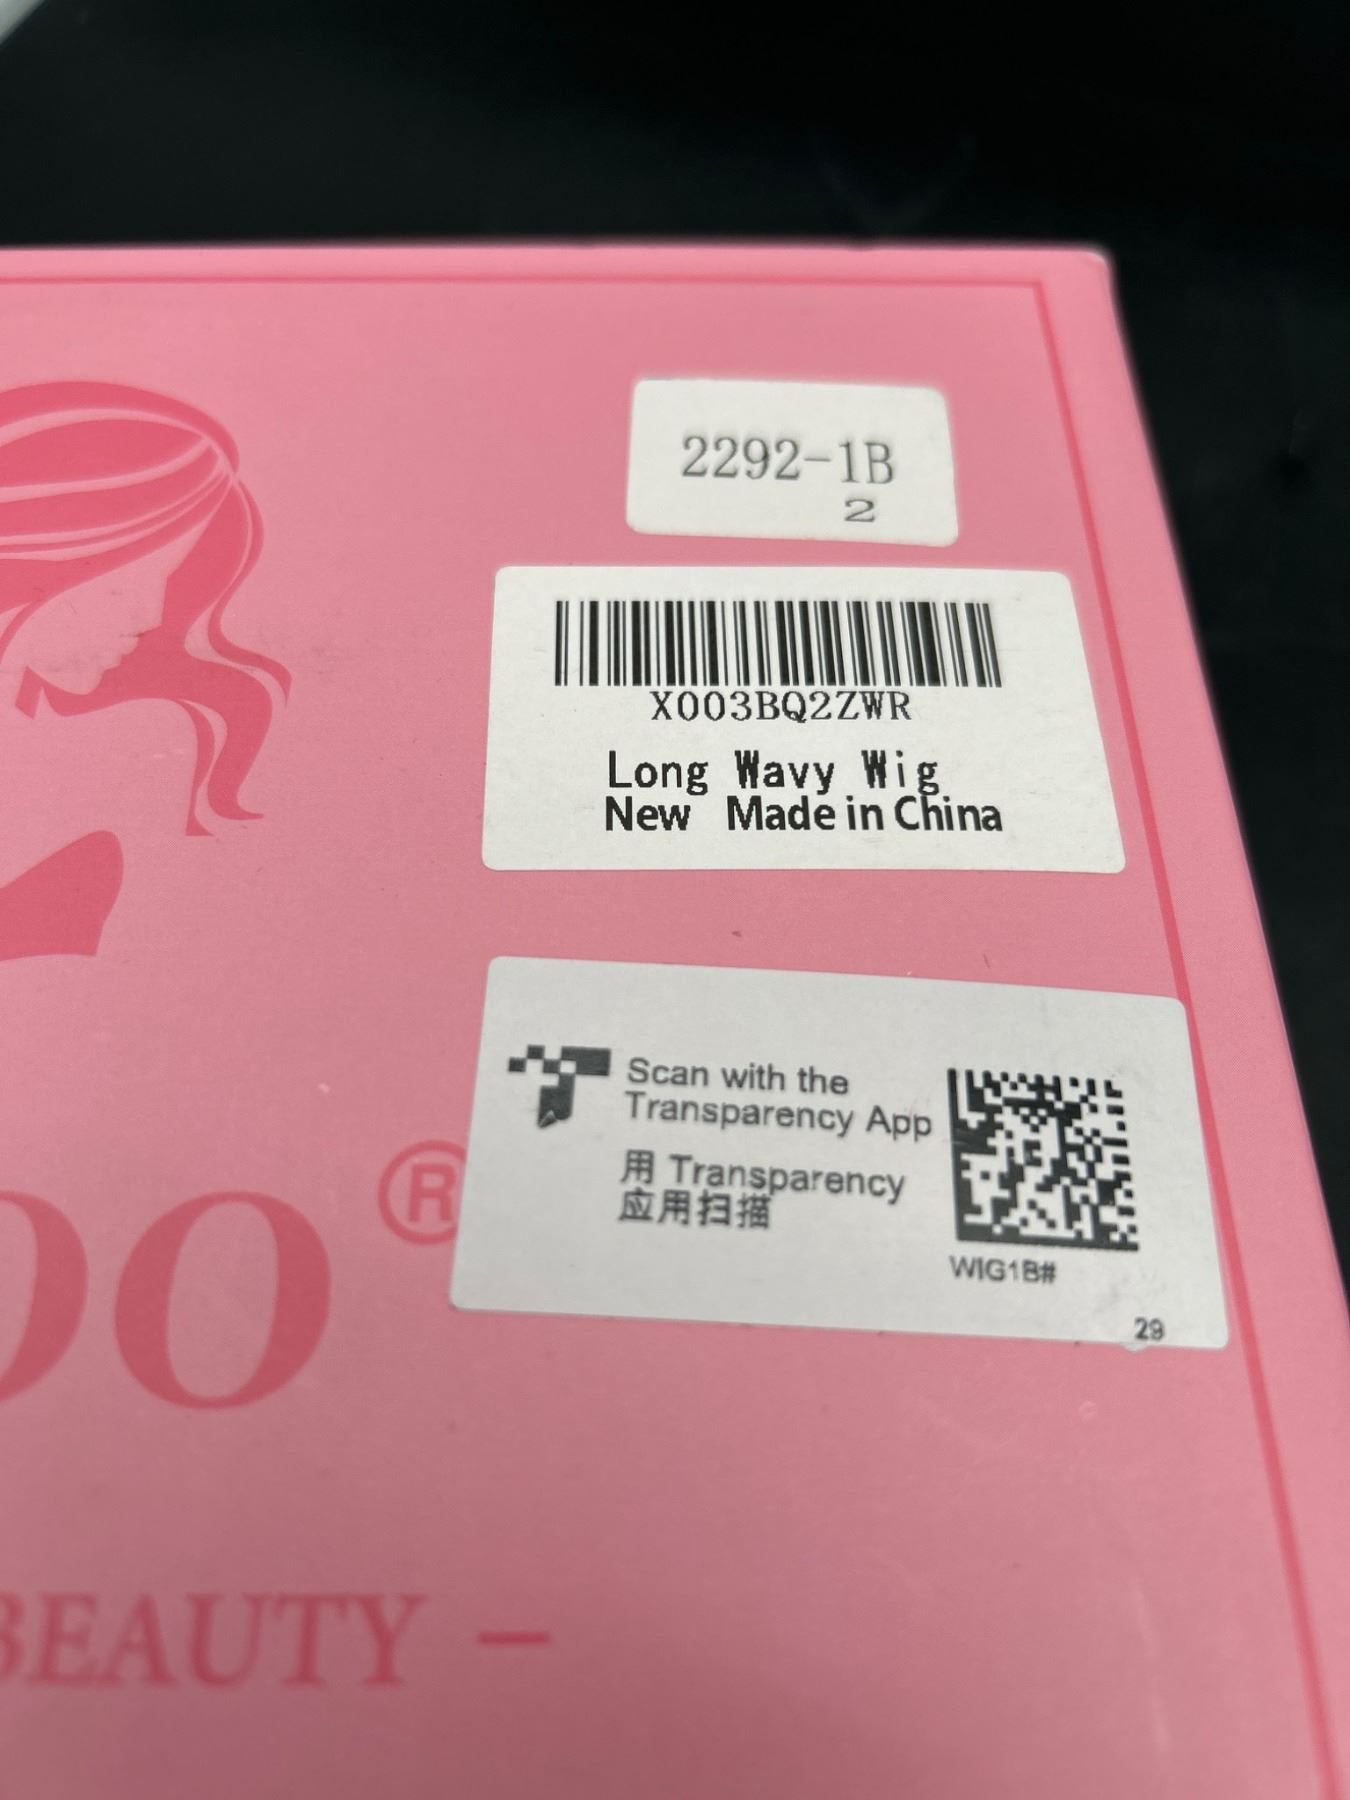 2292-1B
2
X003BQ2ZWR
Long Wavy Wig
New Made in China
Scan with the
Transparency App
用 Transparency
应用扫描
WIG1B#
29
®
BEAUTY –